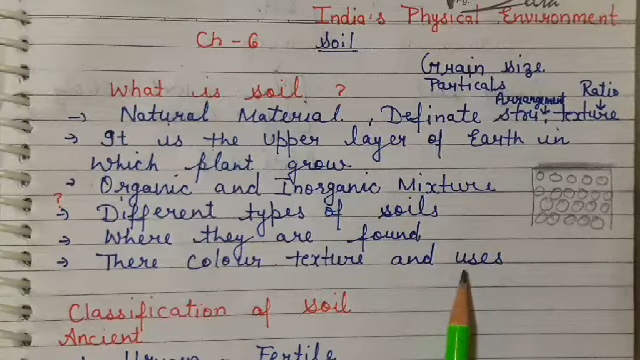 India's Physical Environment
Ch-6 Soil
Grain size
What is soil ? Particals
Arrangement Ratio
→ Natural Material, Definate stru- texture
→ It is the upper layer of Earth in
which plant grow
→ Organic and Inorganic Mixture
? → Different types of soils
→ Where they are found
→ There colour texture and uses
Classification of Soil
Ancient
Fertile